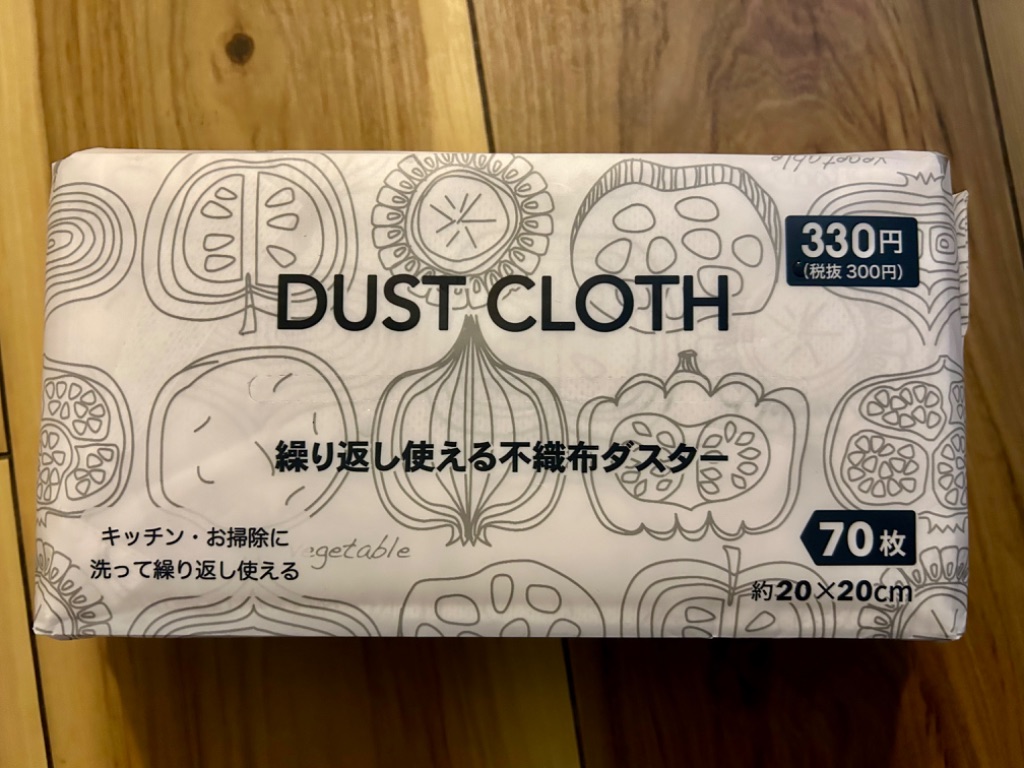 vegetable
330円
(税抜 300円)
DUST CLOTH
繰り返し使える不織布ダスター
キッチン・お掃除に
洗って繰り返し使える
vegetable
70枚
約20×20cm